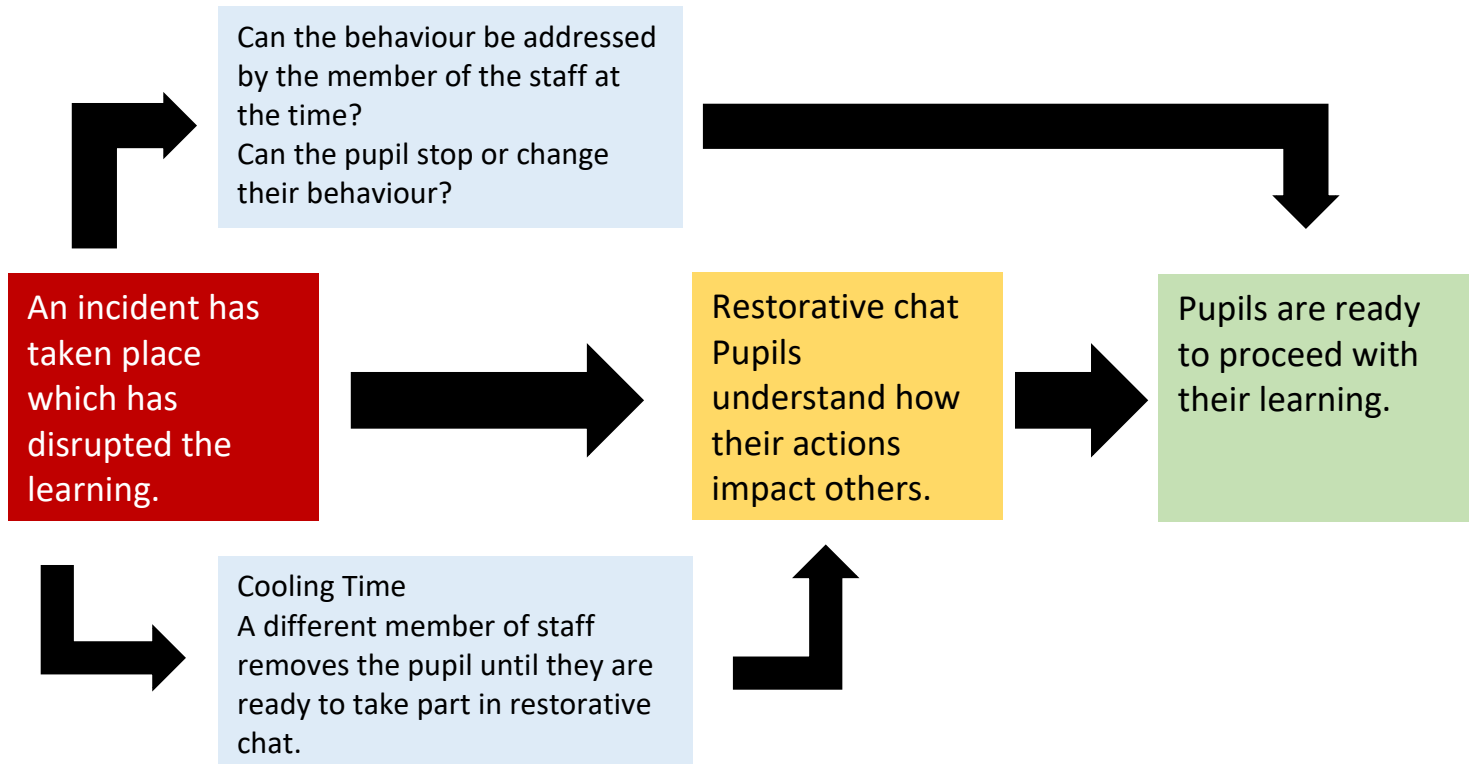 Can the behaviour be addressed
by the member of the staff at
the time?
Can the pupil stop or change
their behaviour?
An incident has
taken place
which has
disrupted the
learning.
Restorative chat
Pupils
understand how
their actions
impact others.
Pupils are ready
to proceed with
their learning.
Cooling Time
A different member of staff
removes the pupil until they are
ready to take part in restorative
chat.